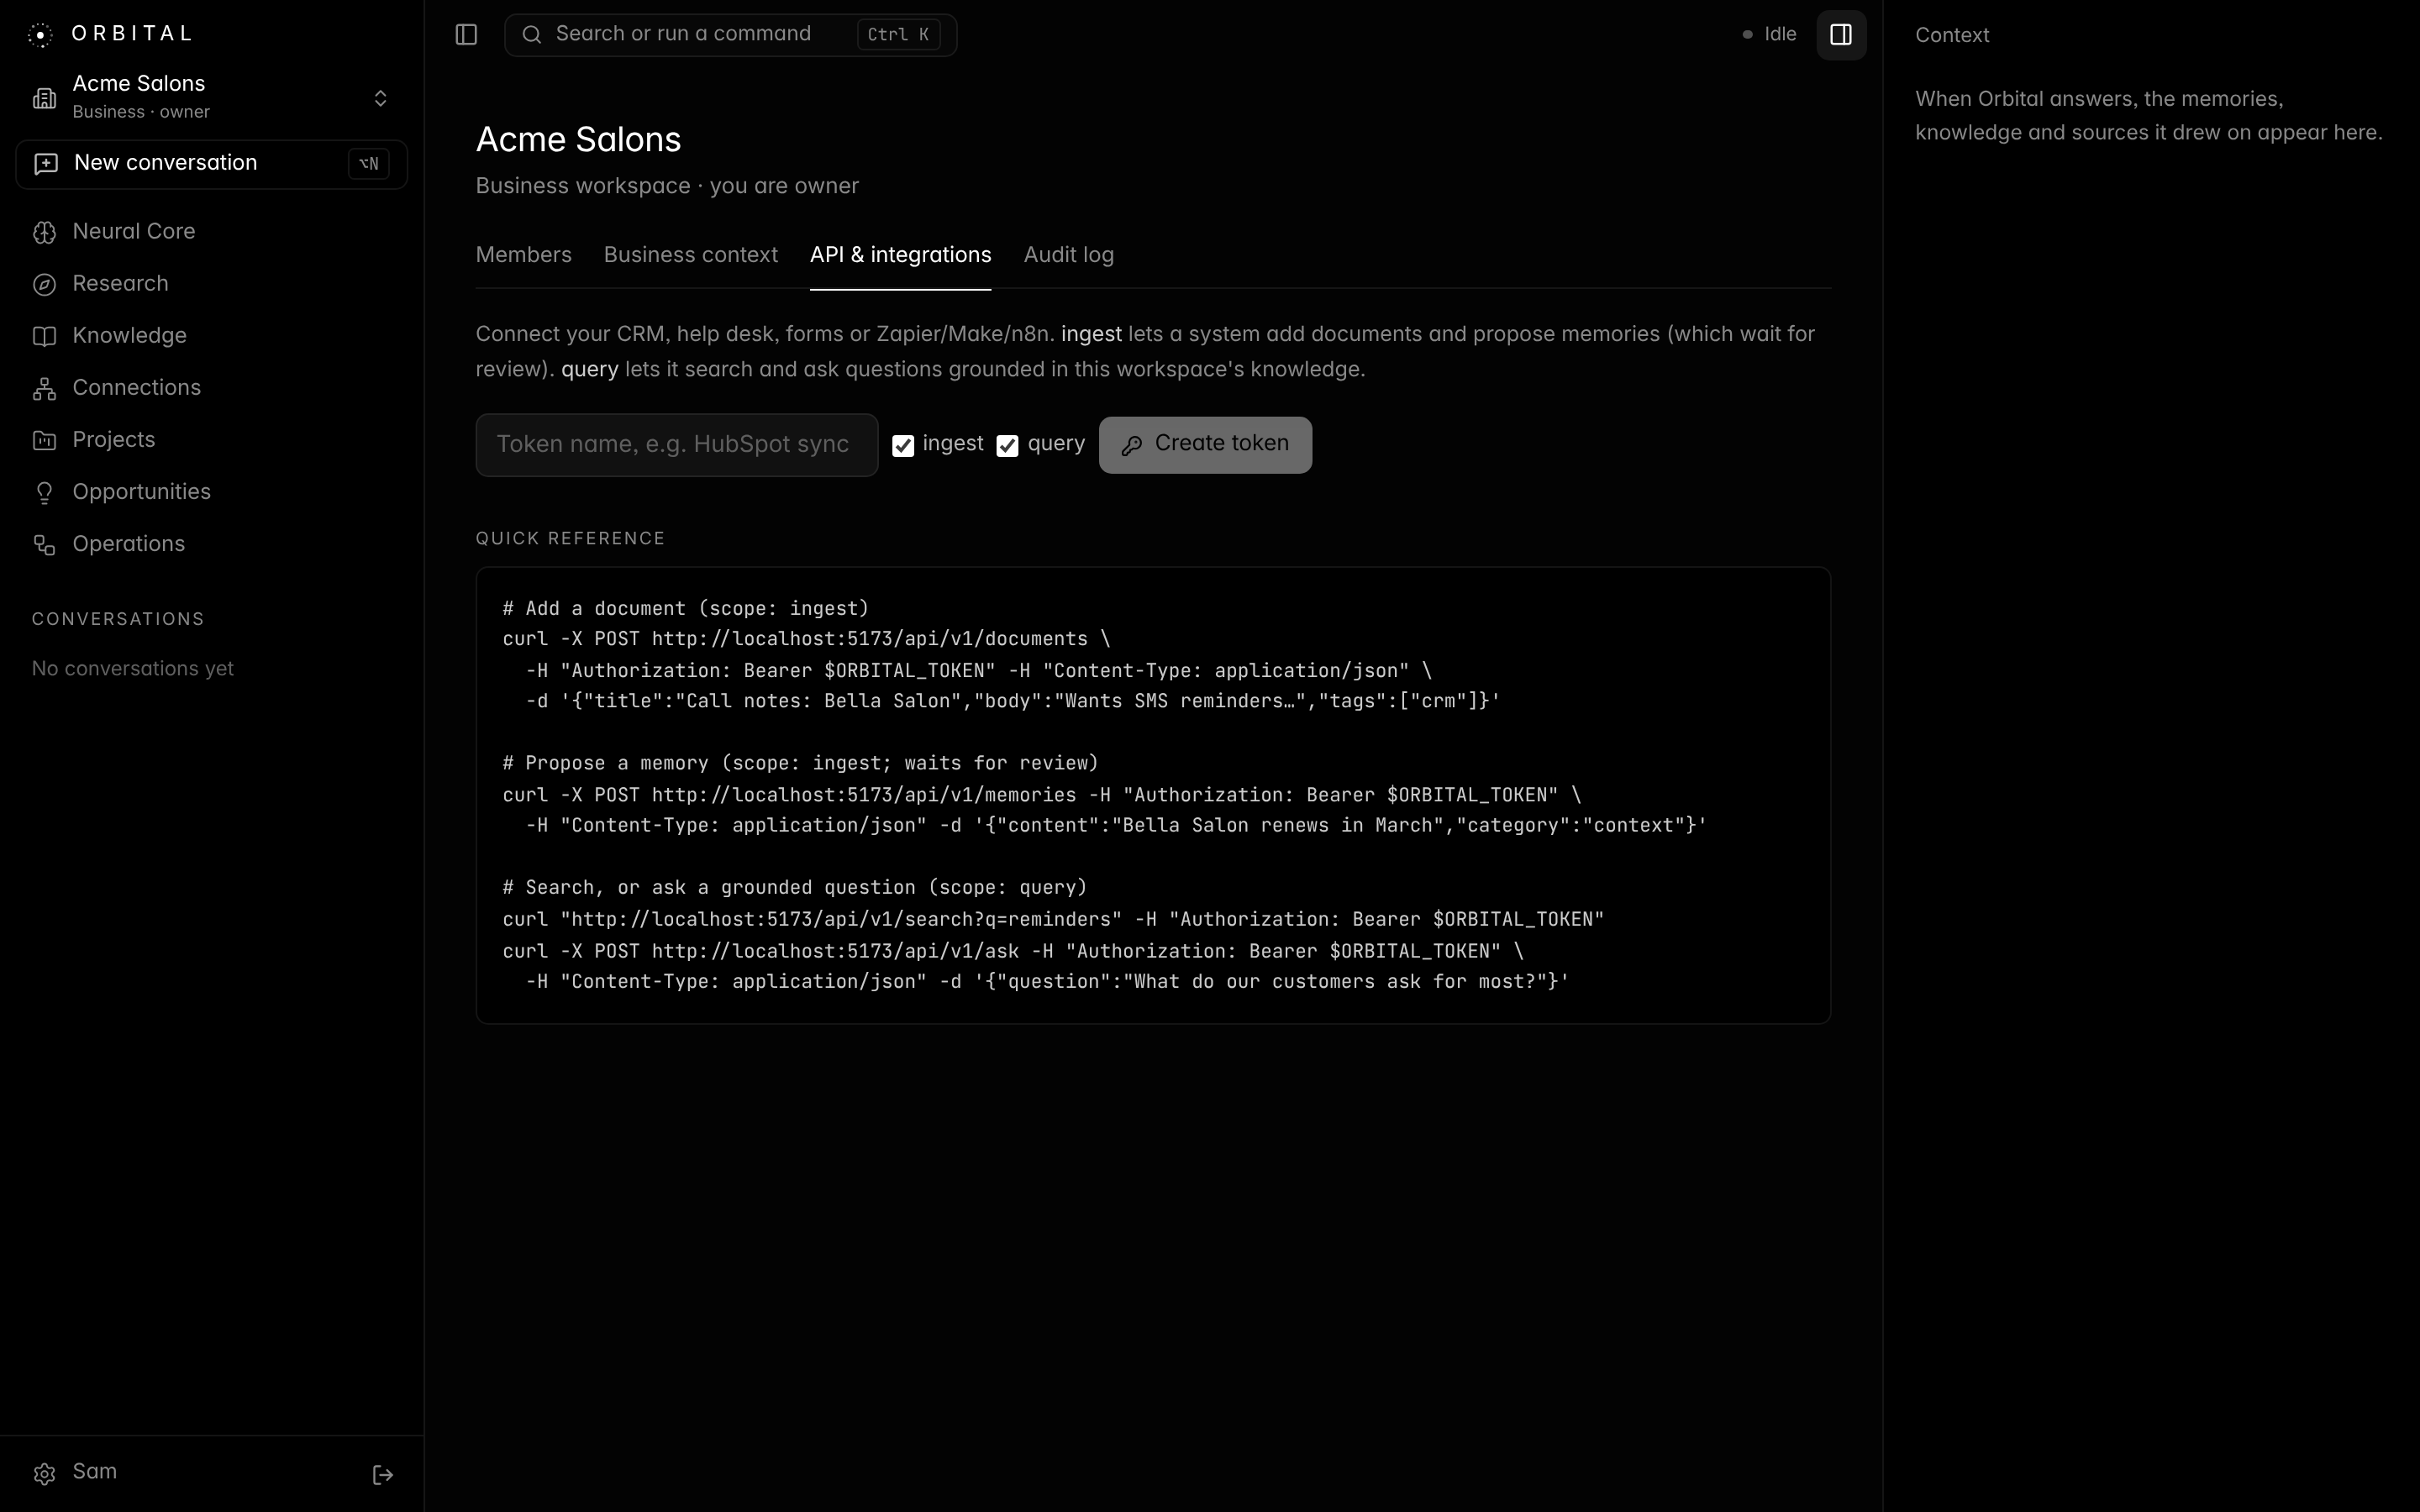 ORBITAL
Acme Salons
Business · owner
New conversation ⌥N
Neural Core
Research
Knowledge
Connections
Projects
Opportunities
Operations
CONVERSATIONS
No conversations yet
Sam
Search or run a command Ctrl K
Idle
Acme Salons
Business workspace · you are owner
Members Business context API & integrations Audit log
Connect your CRM, help desk, forms or Zapier/Make/n8n. ingest lets a system add documents and propose memories (which wait for
review). query lets it search and ask questions grounded in this workspace's knowledge.
Token name, e.g. HubSpot sync ingest query Create token
QUICK REFERENCE
# Add a document (scope: ingest)
curl -X POST http://localhost:5173/api/v1/documents \
  -H "Authorization: Bearer $ORBITAL_TOKEN" -H "Content-Type: application/json" \
  -d '{"title":"Call notes: Bella Salon","body":"Wants SMS reminders…","tags":["crm"]}'
# Propose a memory (scope: ingest; waits for review)
curl -X POST http://localhost:5173/api/v1/memories -H "Authorization: Bearer $ORBITAL_TOKEN" \
  -H "Content-Type: application/json" -d '{"content":"Bella Salon renews in March","category":"context"}'
# Search, or ask a grounded question (scope: query)
curl "http://localhost:5173/api/v1/search?q=reminders" -H "Authorization: Bearer $ORBITAL_TOKEN"
curl -X POST http://localhost:5173/api/v1/ask -H "Authorization: Bearer $ORBITAL_TOKEN" \
  -H "Content-Type: application/json" -d '{"question":"What do our customers ask for most?"}'
Context
When Orbital answers, the memories,
knowledge and sources it drew on appear here.